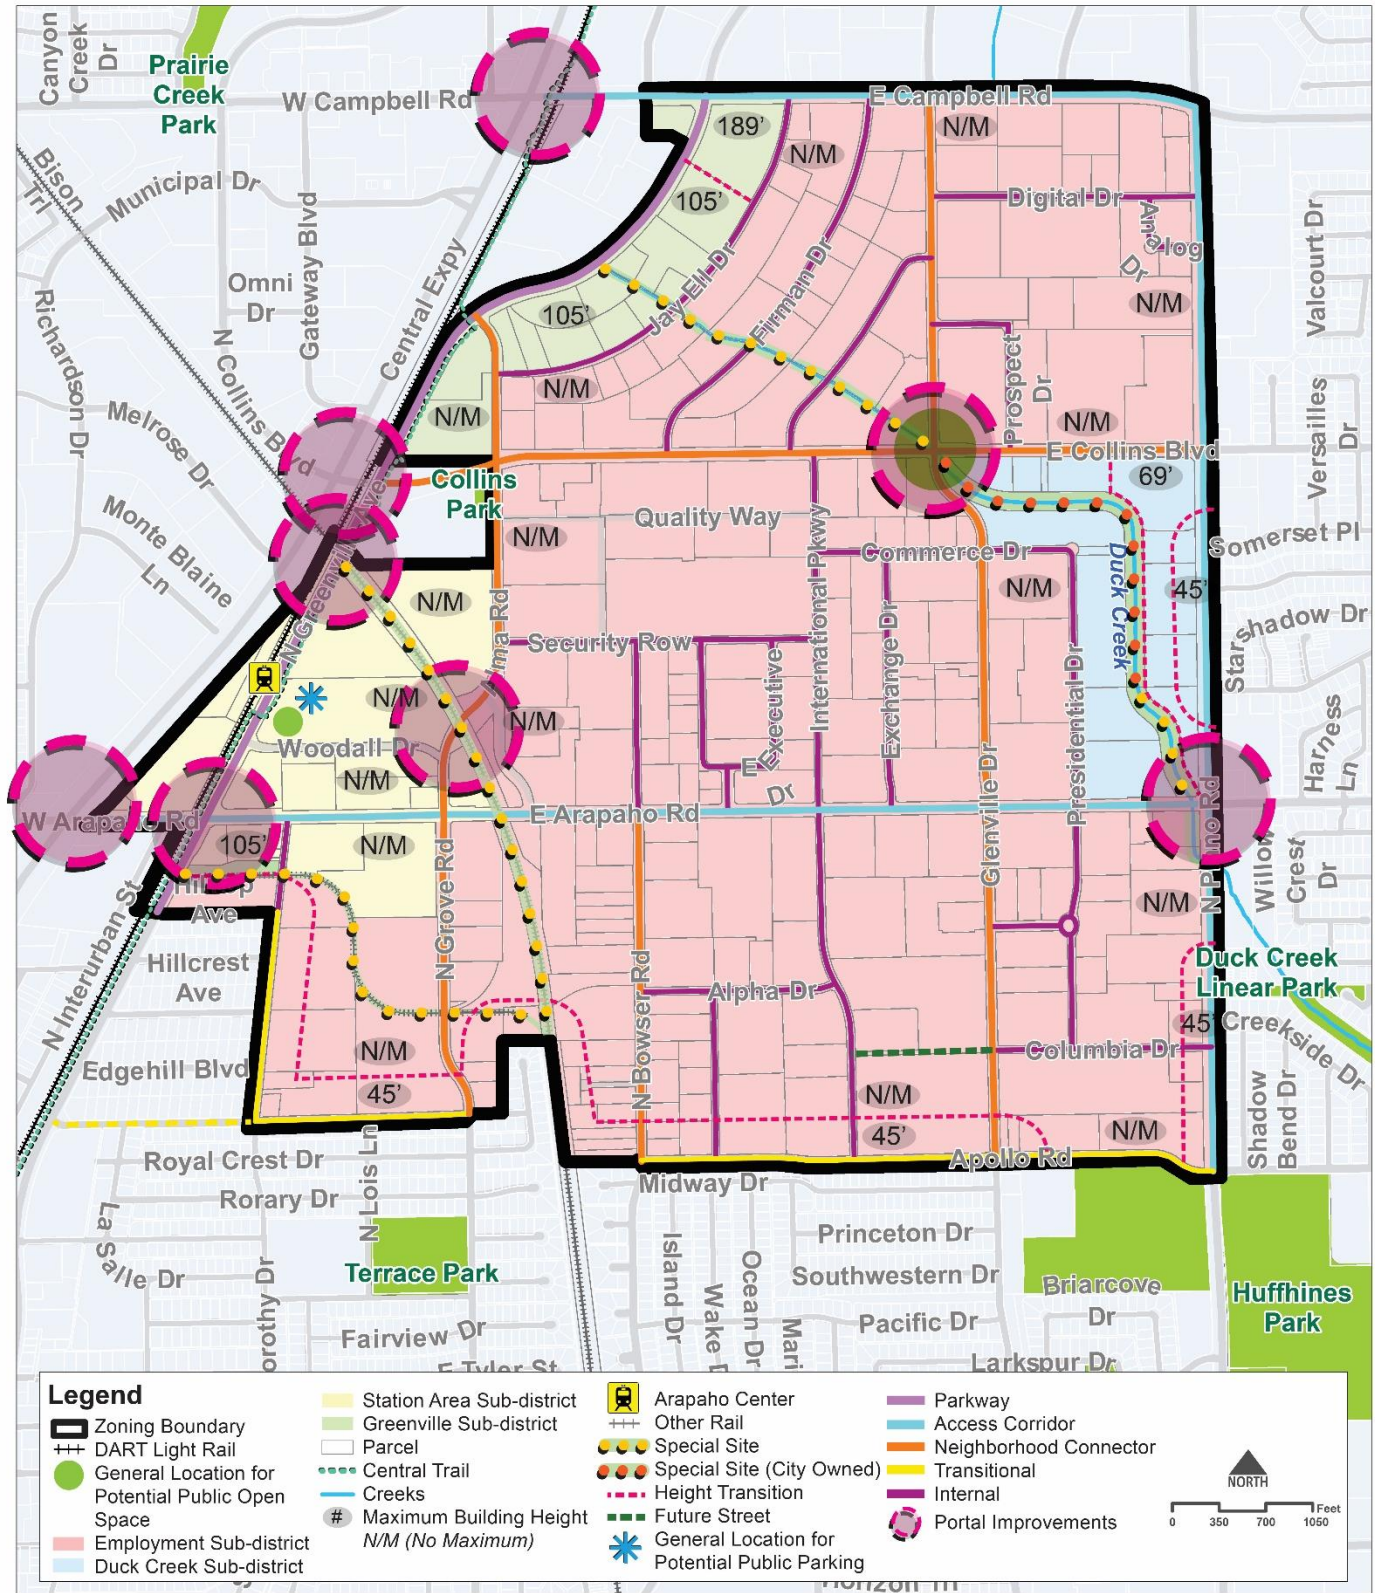 Canyon
Creek
Dr
Prairie
Creek
Park
W Campbell Rd
E Campbell Rd
189'
N/M
N/M
Bison
Trl
Municipal Dr
Gateway Blvd
Central Expy
105'
Digital Dr
Analog
Dr
Valcourt Dr
Omni
Dr
N Collins Blvd
Richardson Dr
105'
Jay Ell Dr
Firman Dr
N/M
N/M
N/M
Prospect
Dr
N/M
Versailles
Dr
Melrose Dr
Monte Blaine
Ln
Collins
Park
E Collins Blvd
69'
Quality Way
N/M
International Pkwy
Commerce Dr
Somerset Pl
N Greenville Ave
N/M
N/M
Duck Creek
45'
Starshadow Dr
Security Row
Executive
E
Dr
Exchange Dr
Presidential Dr
Glenville Dr
N/M
N/M
Woodall Dr
N/M
Harness
Ln
W Arapaho Rd
E Arapaho Rd
105'
N/M
N Grove Rd
N Bowser Rd
Willow
Crest
Dr
N/M
Ave
N Interurban St
Hillcrest
Ave
Duck Creek
Linear Park
Alpha Dr
45'
Creekside Dr
Edgehill Blvd
N/M
45'
Columbia Dr
N/M
45'
N/M
Shadow
Bend Dr
Apollo Rd
Royal Crest Dr
Rorary Dr
N Lois Ln
La Salle Dr
Midway Dr
Terrace Park
Island Dr
Ocean Dr
Princeton Dr
Southwestern Dr
Briarcove
Dr
Huffhines
Park
Fairview Dr
Pacific Dr
Larkspur Dr
E Tyler St
Legend
Zoning Boundary
DART Light Rail
General Location for
Potential Public Open
Space
Employment Sub-district
Duck Creek Sub-district
Station Area Sub-district
Greenville Sub-district
Parcel
Central Trail
Creeks
# Maximum Building Height
N/M (No Maximum)
Arapaho Center
Other Rail
Special Site
Special Site (City Owned)
Height Transition
Future Street
General Location for
Potential Public Parking
Parkway
Access Corridor
Neighborhood Connector
Transitional
Internal
Portal Improvements
NORTH
Feet
0 350 700 1050